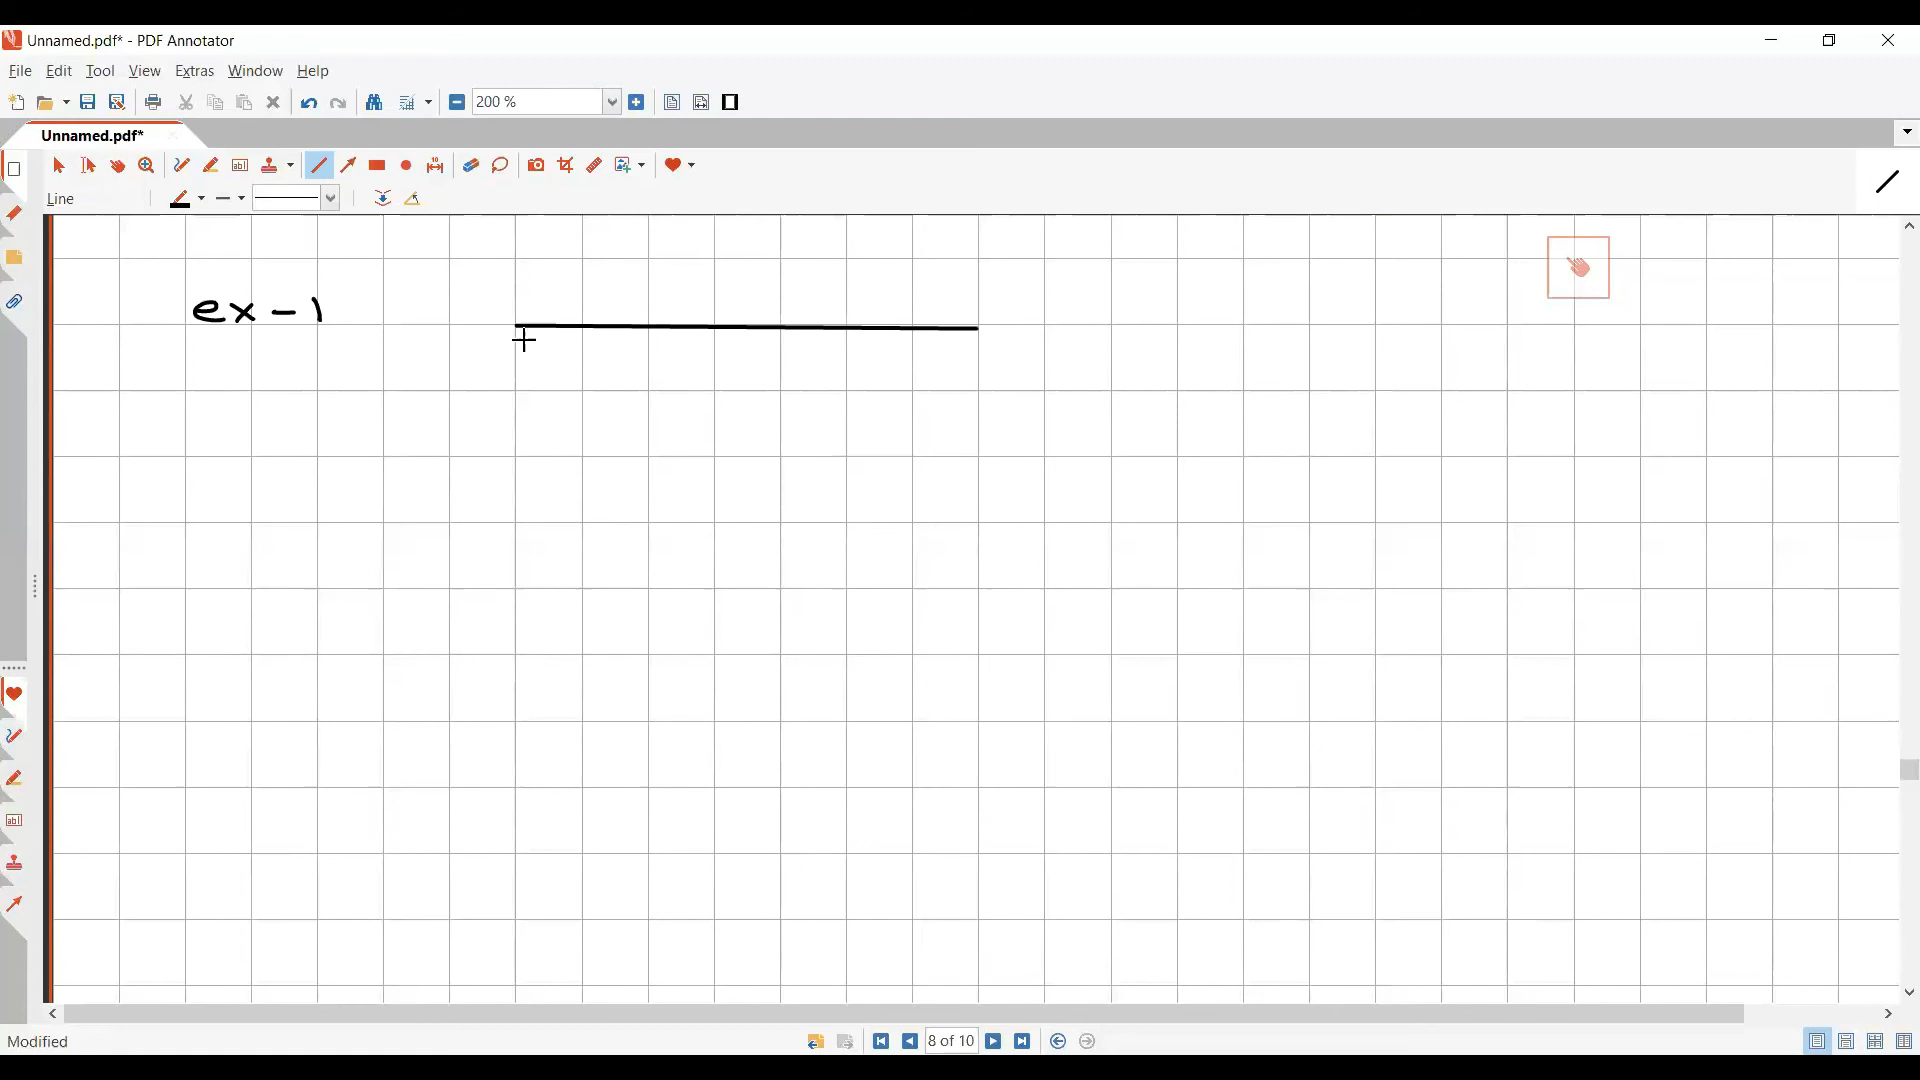 Unnamed.pdf* - PDF Annotator
File Edit Tool View Extras Window Help
200 %
Unnamed.pdf*
Line
ex - 1
Modified
8 of 10